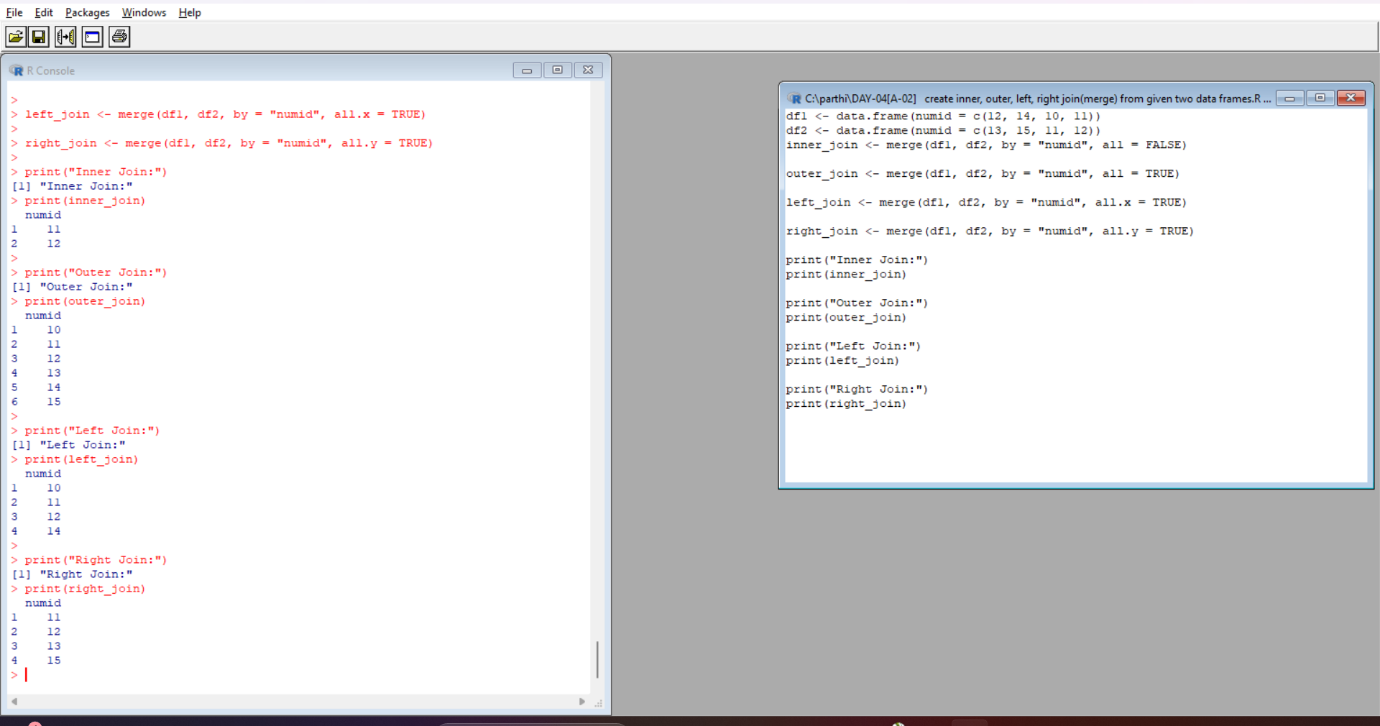 File Edit Packages Windows Help
R Console
>
> left_join <- merge(df1, df2, by = "numid", all.x = TRUE)
>
> right_join <- merge(df1, df2, by = "numid", all.y = TRUE)
>
> print("Inner Join:")
[1] "Inner Join:"
> print(inner_join)
  numid
1    11
2    12
>
> print("Outer Join:")
[1] "Outer Join:"
> print(outer_join)
  numid
1    10
2    11
3    12
4    13
5    14
6    15
>
> print("Left Join:")
[1] "Left Join:"
> print(left_join)
  numid
1    10
2    11
3    12
4    14
>
> print("Right Join:")
[1] "Right Join:"
> print(right_join)
  numid
1    11
2    12
3    13
4    15
>
R C:\parthi\DAY-04[A-02]   create inner, outer, left, right join(merge) from given two data frames.R ...
df1 <- data.frame(numid = c(12, 14, 10, 11))
df2 <- data.frame(numid = c(13, 15, 11, 12))
inner_join <- merge(df1, df2, by = "numid", all = FALSE)
outer_join <- merge(df1, df2, by = "numid", all = TRUE)
left_join <- merge(df1, df2, by = "numid", all.x = TRUE)
right_join <- merge(df1, df2, by = "numid", all.y = TRUE)
print("Inner Join:")
print(inner_join)
print("Outer Join:")
print(outer_join)
print("Left Join:")
print(left_join)
print("Right Join:")
print(right_join)